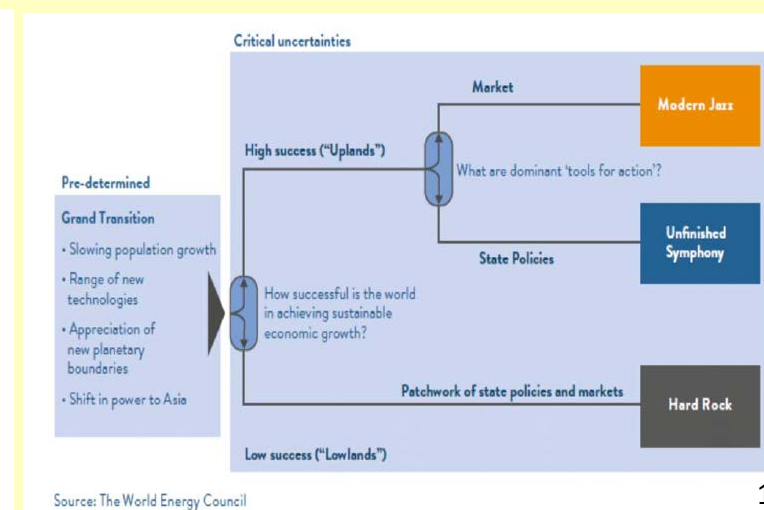 Critical uncertainties
Market
Modern Jazz
High success ("Uplands")
What are dominant 'tools for action'?
Pre-determined
Grand Transition
• Slowing population growth
• Range of new
technologies
• Appreciation of
new planetary
boundaries
• Shift in power to Asia
Unfinished
Symphony
State Policies
How successful is the world
in achieving sustainable
economic growth?
Patchwork of state policies and markets
Hard Rock
Low success ("Lowlands")
Source: The World Energy Council
1